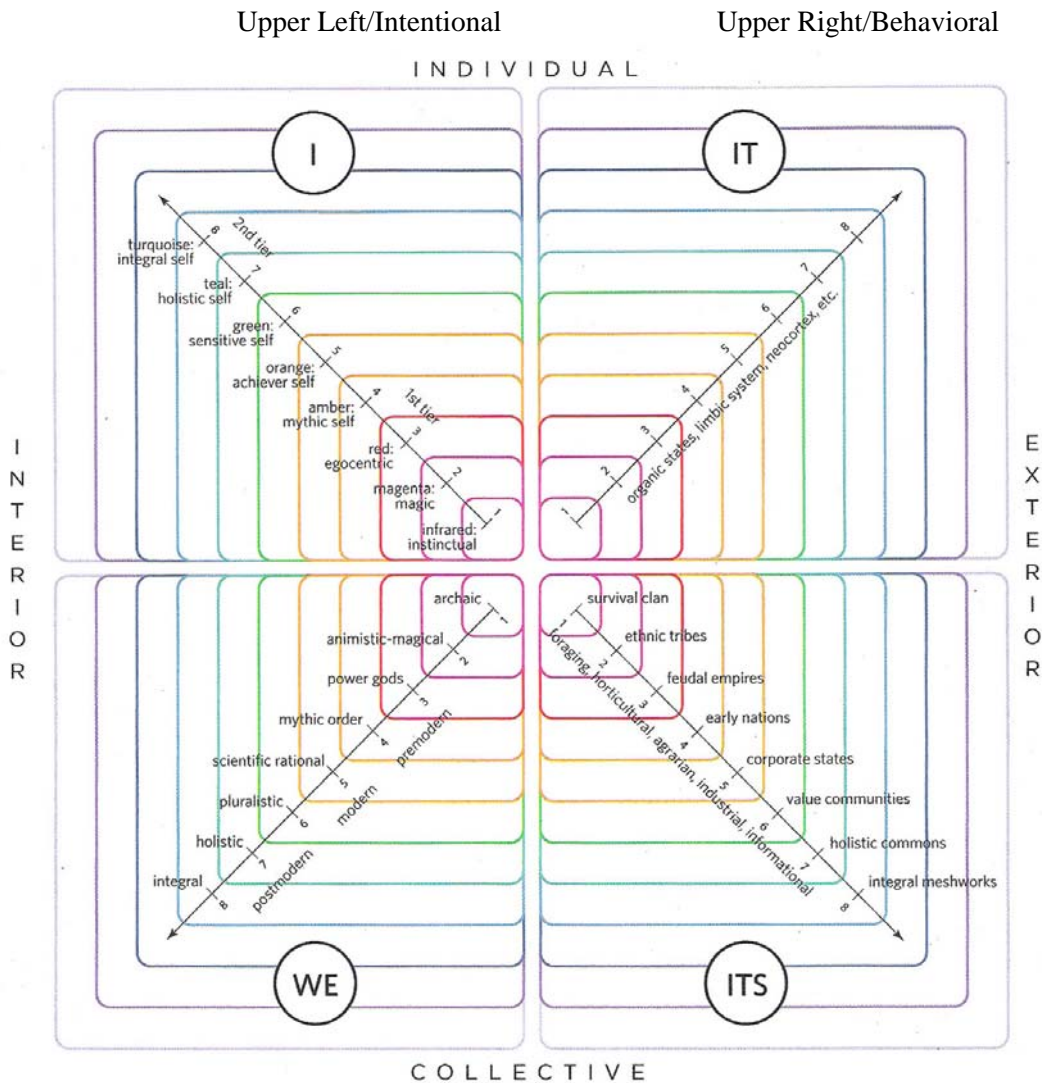 Upper Left/Intentional
Upper Right/Behavioral
INDIVIDUAL
I
IT
8
2nd tier
turquoise:
integral self
7
teal:
holistic self
6
green:
sensitive self
5
orange:
achiever self
4
1st tier
amber:
mythic self
3
red:
egocentric
2
magenta:
magic
1
infrared:
instinctual
8
7
6
5
4
3
2
1
organic states, limbic system, neocortex, etc.
INTERIOR
EXTERIOR
archaic
1
animistic-magical
2
power gods
3
mythic order
4
premodern
scientific rational
5
modern
pluralistic
6
holistic
7
postmodern
integral
8
survival clan
1
ethnic tribes
2
feudal empires
3
early nations
4
corporate states
5
value communities
6
holistic commons
7
integral meshworks
8
foraging, horticultural, agrarian, industrial, informational
WE
ITS
COLLECTIVE